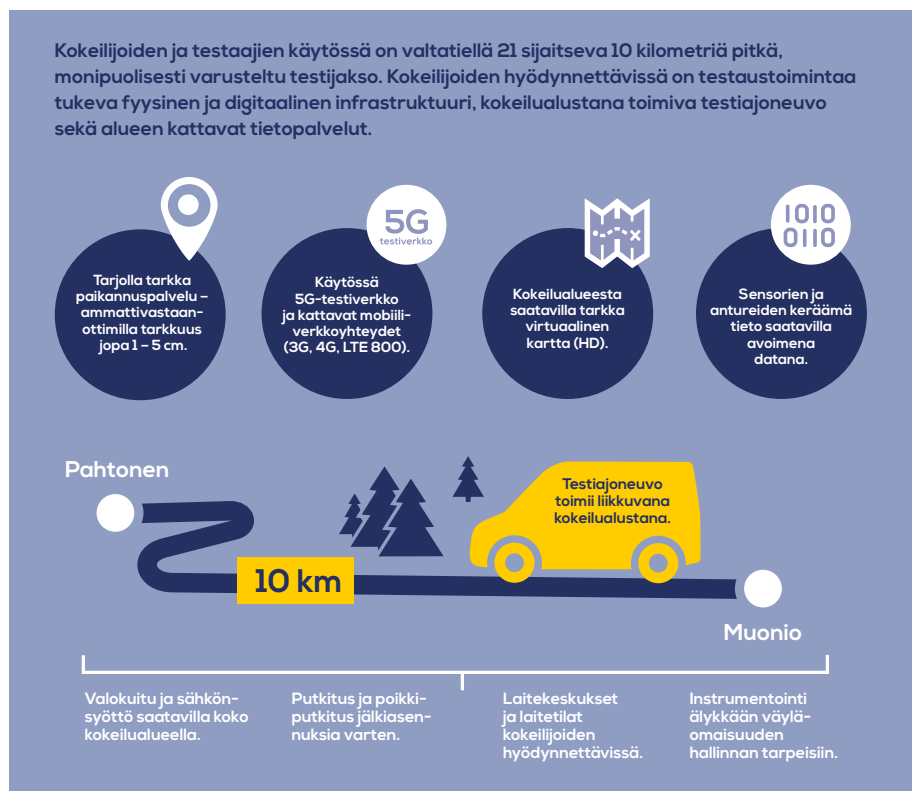 Kokeilijoiden ja testaajien käytössä on valtatiellä 21 sijaitseva 10 kilometriä pitkä,
monipuolisesti varusteltu testijakso. Kokeilijoiden hyödynnettävissä on testaustoimintaa
tukeva fyysinen ja digitaalinen infrastruktuuri, kokeilualustana toimiva testiajoneuvo
sekä alueen kattavat tietopalvelut.
Tarjolla tarkka
paikannuspalvelu –
ammattivastaan-
ottimilla tarkkuus
jopa 1 – 5 cm.
5G
testiverkko
Käytössä
5G-testiverkko
ja kattavat mobiili-
verkkoyhteydet
(3G, 4G, LTE 800).
Kokeilualueesta
saatavilla tarkka
virtuaalinen
kartta (HD).
1010
0110
Sensorien ja
antureiden keräämä
tieto saatavilla
avoimena
datana.
Pahtonen
Testiajoneuvo
toimii liikkuvana
kokeilualustana.
10 km
Muonio
Valokuitu ja sähkön-
syöttö saatavilla koko
kokeilualueella.
Putkitus ja poikki-
putkitus jälkiasen-
nuksia varten.
Laitekeskukset
ja laitetilat
kokeilijoiden
hyödynnettävissä.
Instrumentointi
älykkään väylä-
omaisuuden
hallinnan tarpeisiin.